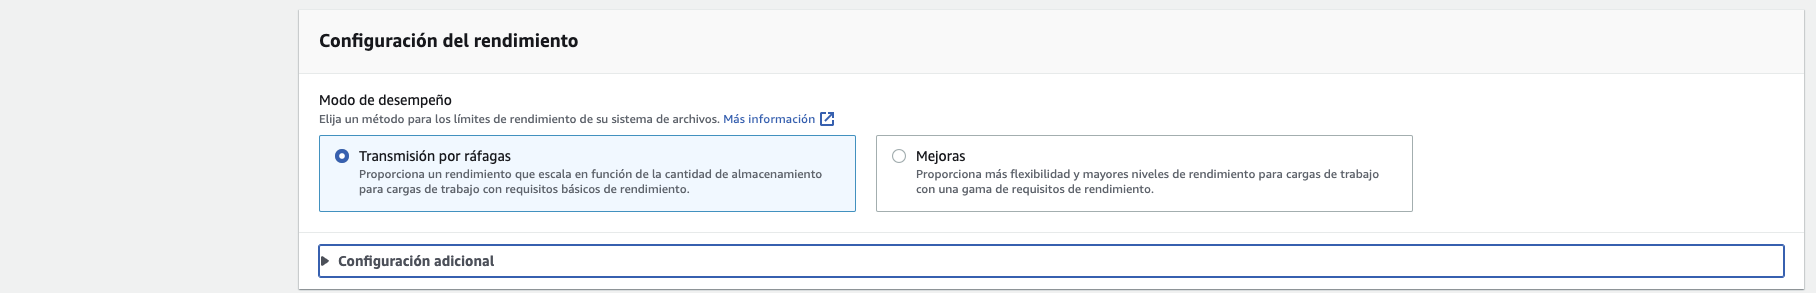 Configuración del rendimiento
Modo de desempeño
Elija un método para los límites de rendimiento de su sistema de archivos. Más información
Transmisión por ráfagas
Proporciona un rendimiento que escala en función de la cantidad de almacenamiento
para cargas de trabajo con requisitos básicos de rendimiento.
Mejoras
Proporciona más flexibilidad y mayores niveles de rendimiento para cargas de trabajo
con una gama de requisitos de rendimiento.
Configuración adicional